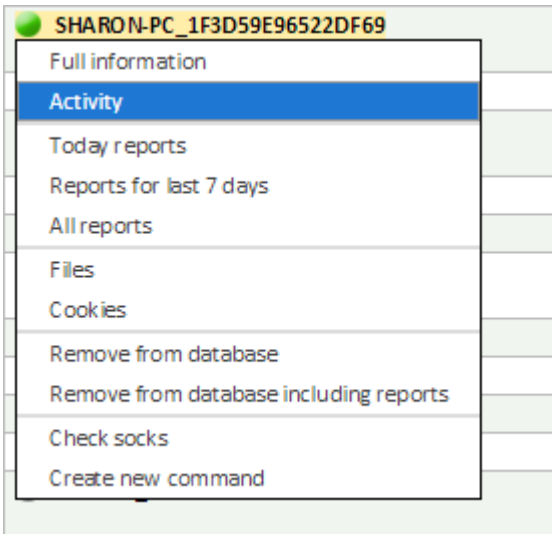 SHARON-PC_1F3D59E96522DF69
Full information
Activity
Today reports
Reports for last 7 days
All reports
Files
Cookies
Remove from database
Remove from database including reports
Check socks
Create new command